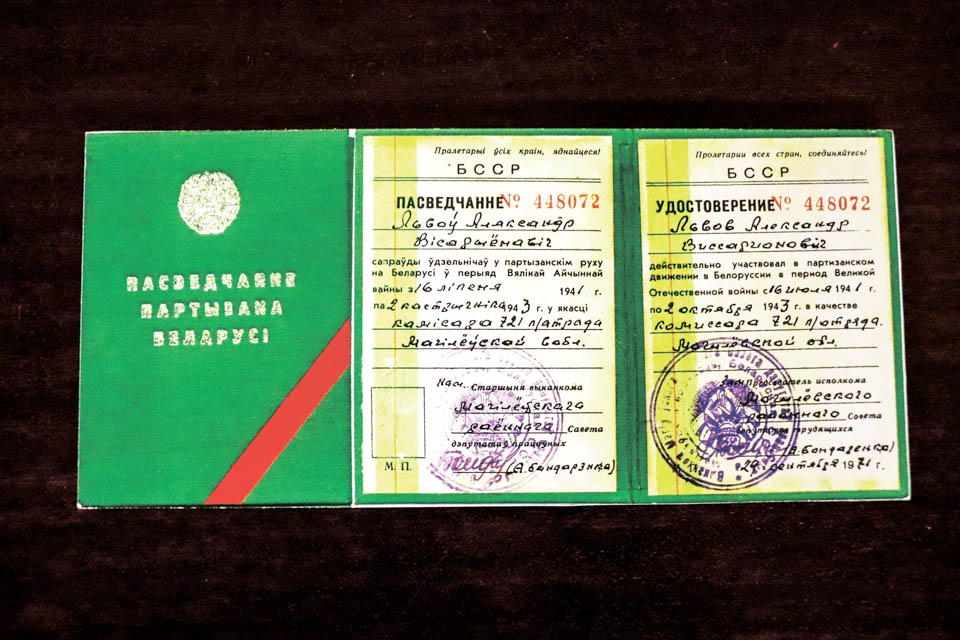 ПАСВЕДЧАННЕ
ПАРТЫЗАНА
БЕЛАРУСІ
Пралетарыі ўсіх краін, яднайцеся!
БССР
ПАСВЕДЧАННЕ № 448072
Львоў Аляксандр
Вісарыёнавіч
сапраўды ўдзельнічаў у партызанскім руху
на Беларусі ў перыяд Вялікай Айчыннай
войны з 16 ліпеня 1941 г.
па 2 кастрычніка 1943 г. у якасці
камісара 721 п/атрада
Магілёўскай вобл.
Нам. Старшыня выканкома
Магілёўскага
раённага Савета
дэпутатаў працоўных
М. П. (А. Бандарэнка)
Пролетарии всех стран, соединяйтесь!
БССР
УДОСТОВЕРЕНИЕ № 448072
Львов Александр
Виссарионович
действительно участвовал в партизанском
движении в Белоруссии в период Великой
Отечественной войны с 16 июля 1941 г.
по 2 октября 1943 г. в качестве
комиссара 721 п/отряда
Могилёвской обл.
Зам. Председатель исполкома
Могилёвского
районного Совета
депутатов трудящихся
(А. Бондаренко)
29 сентября 1971 г.